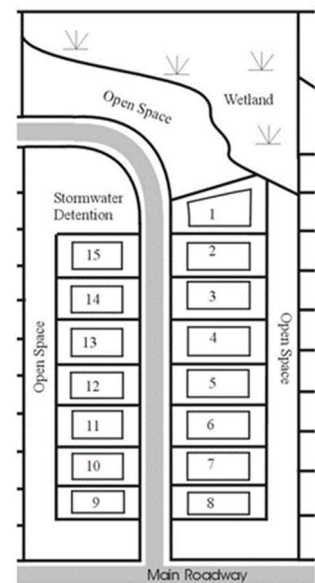 Wetland
Open Space
Stormwater
Detention
1
15
2
14
3
13
4
12
5
11
6
10
7
9
8
Open Space
Open Space
Main Roadway